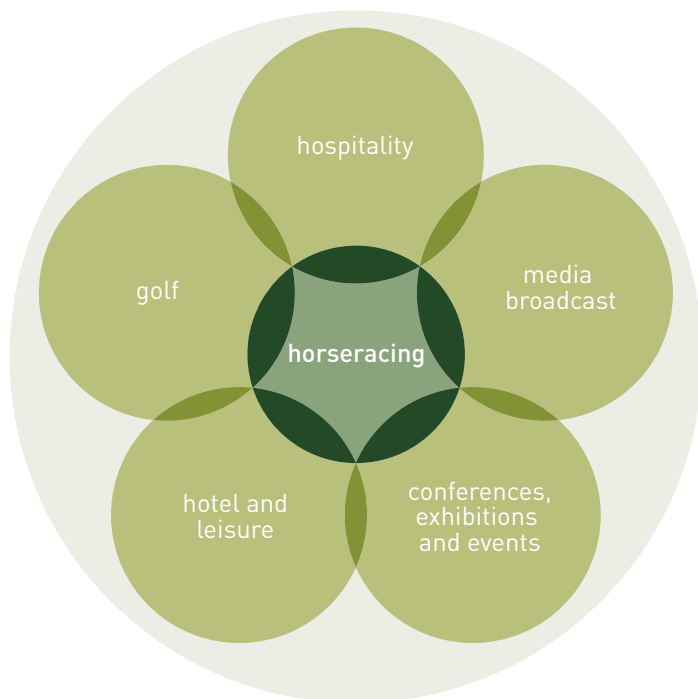 hospitality
golf
media
broadcast
horseracing
hotel and
leisure
conferences,
exhibitions
and events